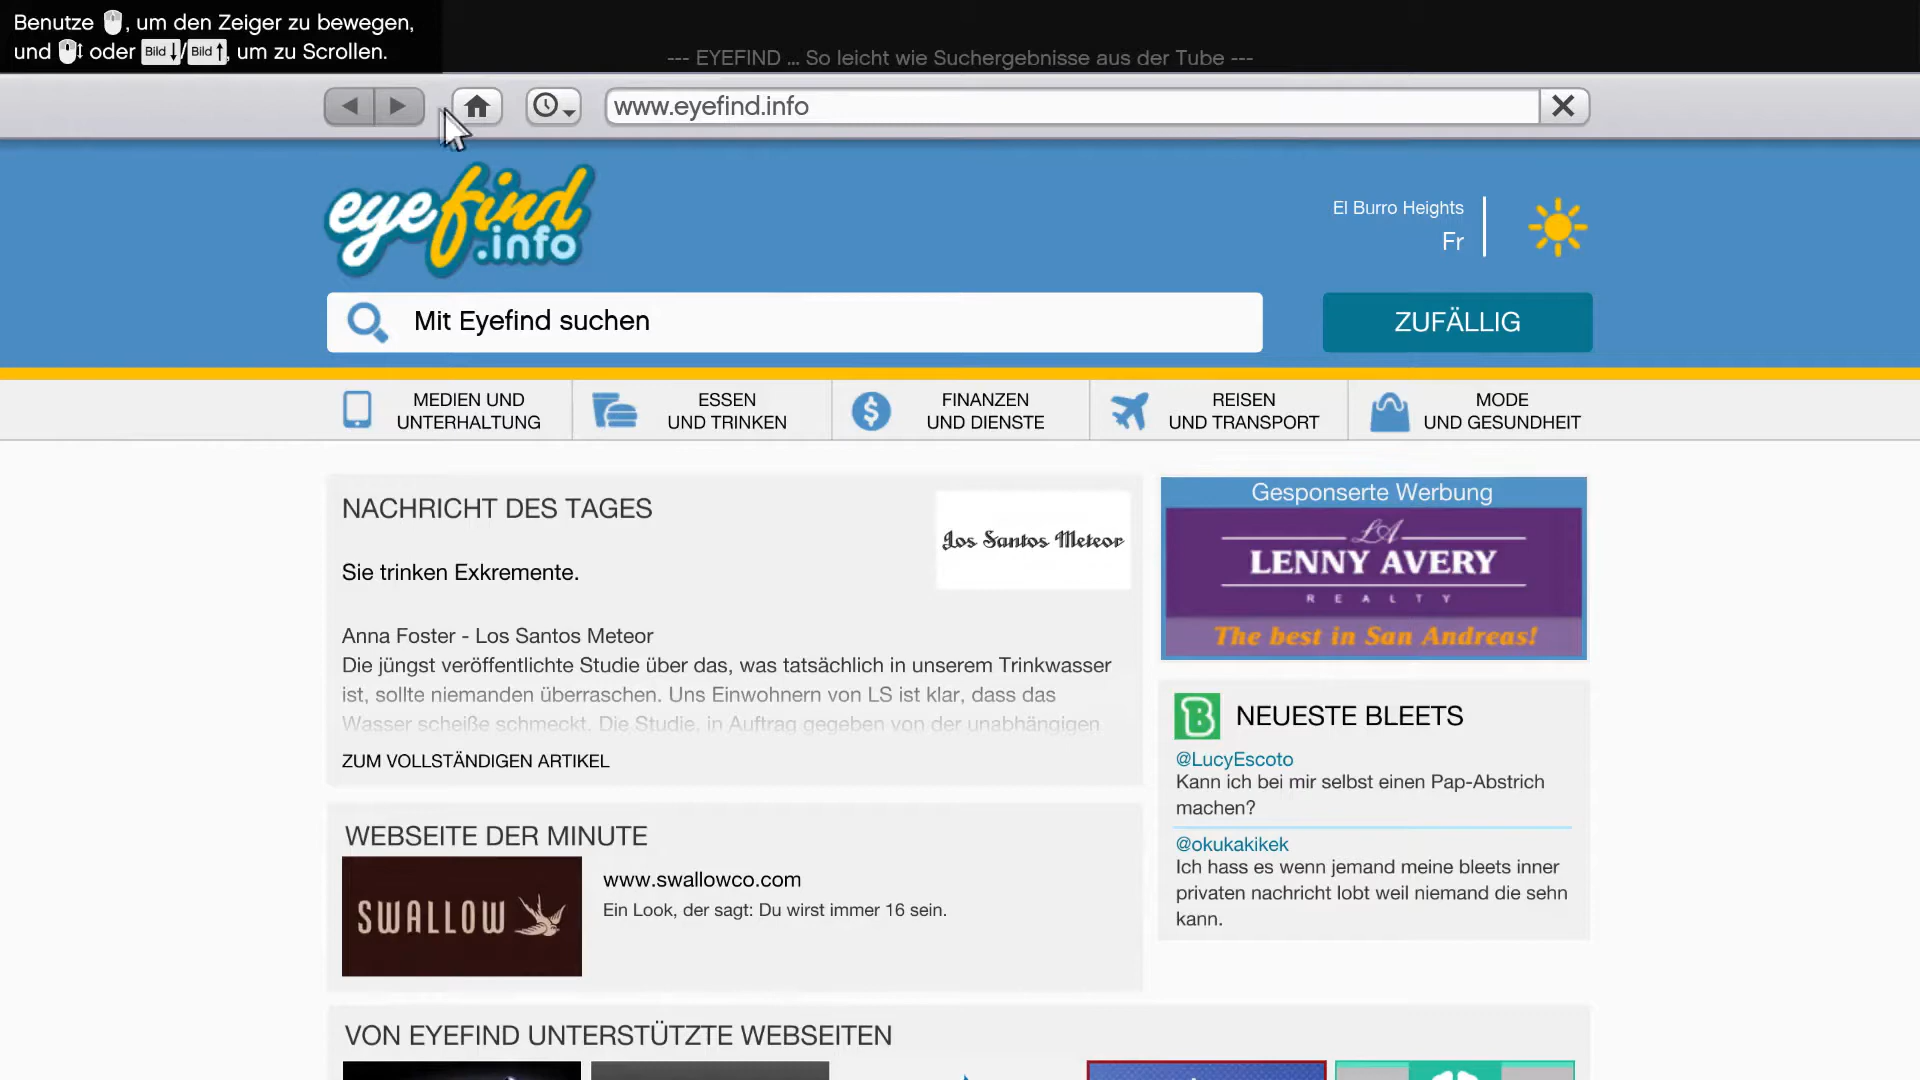 Benutze , um den Zeiger zu bewegen,
und oder Bild ↓/Bild ↑, um zu Scrollen.
--- EYEFIND ... So leicht wie Suchergebnisse aus der Tube ---
www.eyefind.info
eyefind
.info
El Burro Heights
Fr
Mit Eyefind suchen
ZUFÄLLIG
MEDIEN UND
UNTERHALTUNG
ESSEN
UND TRINKEN
FINANZEN
UND DIENSTE
REISEN
UND TRANSPORT
MODE
UND GESUNDHEIT
NACHRICHT DES TAGES
Los Santos Meteor
Sie trinken Exkremente.
Anna Foster - Los Santos Meteor
Die jüngst veröffentlichte Studie über das, was tatsächlich in unserem Trinkwasser
ist, sollte niemanden überraschen. Uns Einwohnern von LS ist klar, dass das
Wasser scheiße schmeckt. Die Studie, in Auftrag gegeben von der unabhängigen
ZUM VOLLSTÄNDIGEN ARTIKEL
Gesponserte Werbung
LA
LENNY AVERY
REALTY
The best in San Andreas!
B NEUESTE BLEETS
@LucyEscoto
Kann ich bei mir selbst einen Pap-Abstrich
machen?
@okukakikek
Ich hass es wenn jemand meine bleets inner
privaten nachricht lobt weil niemand die sehn
kann.
WEBSEITE DER MINUTE
SWALLOW
www.swallowco.com
Ein Look, der sagt: Du wirst immer 16 sein.
VON EYEFIND UNTERSTÜTZTE WEBSEITEN